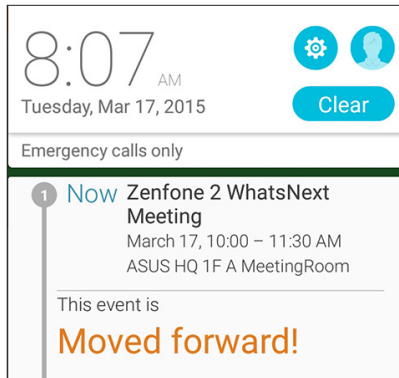 8:07 AM
Tuesday, Mar 17, 2015
Clear
Emergency calls only
1 Now Zenfone 2 WhatsNext
Meeting
March 17, 10:00 – 11:30 AM
ASUS HQ 1F A MeetingRoom
This event is
Moved forward!